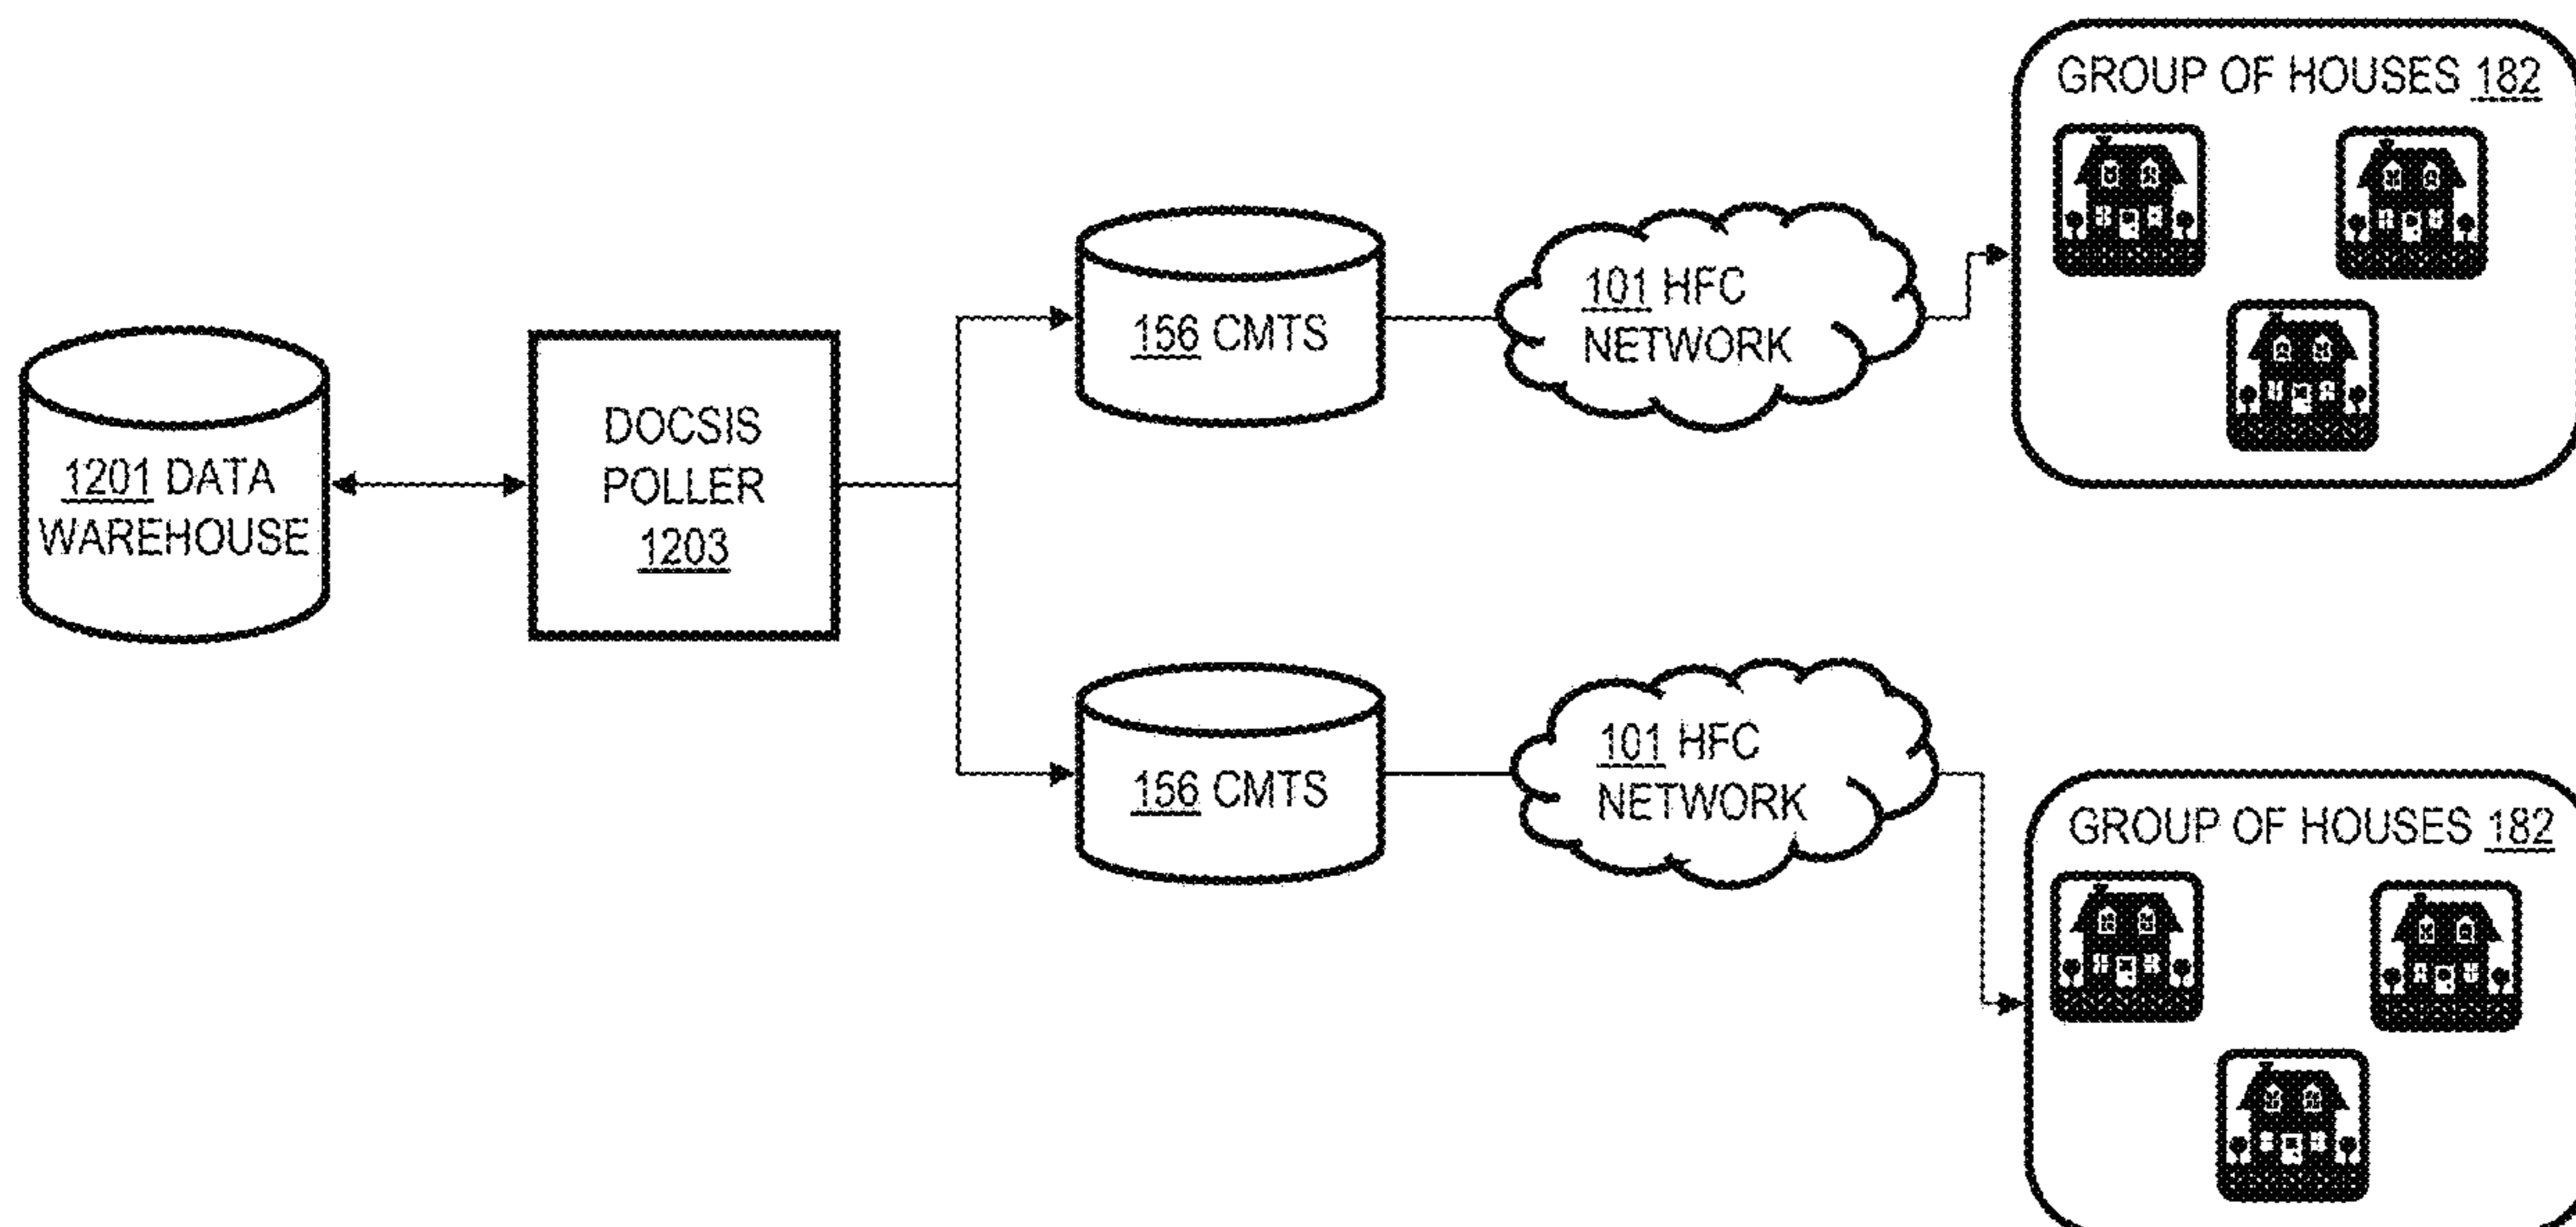 GROUP OF HOUSES 182
156 CMTS
101 HFC
NETWORK
1201 DATA
WAREHOUSE
DOCSIS
POLLER
1203
156 CMTS
101 HFC
NETWORK
GROUP OF HOUSES 182